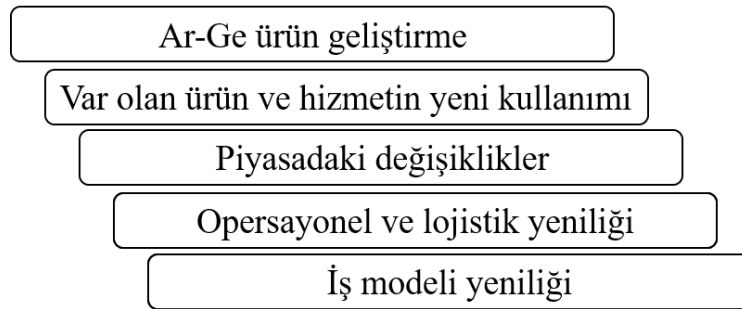 Ar-Ge ürün geliştirme
Var olan ürün ve hizmetin yeni kullanımı
Piyasadaki değişiklikler
Opersayonel ve lojistik yeniliği
İş modeli yeniliği